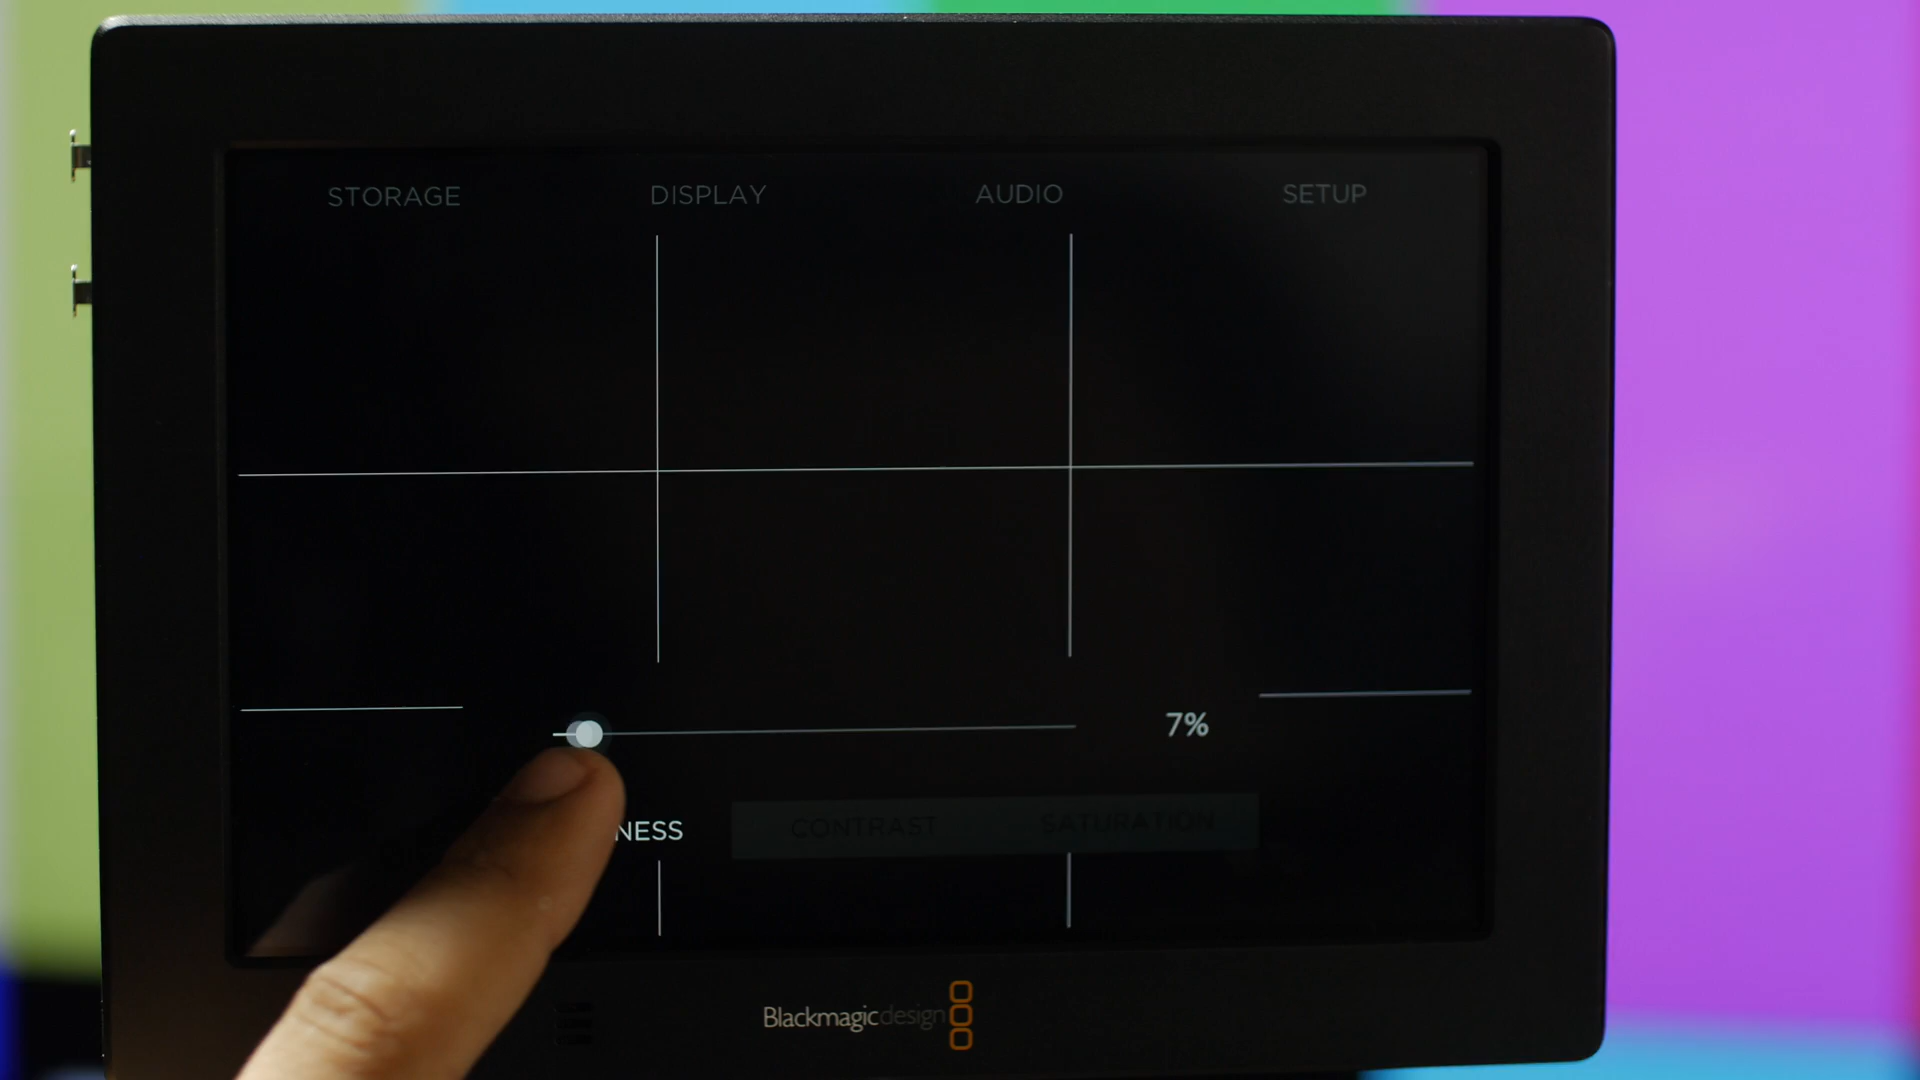 STORAGE DISPLAY AUDIO SETUP
7%
NESS CONTRAST SATURATION
Blackmagicdesign